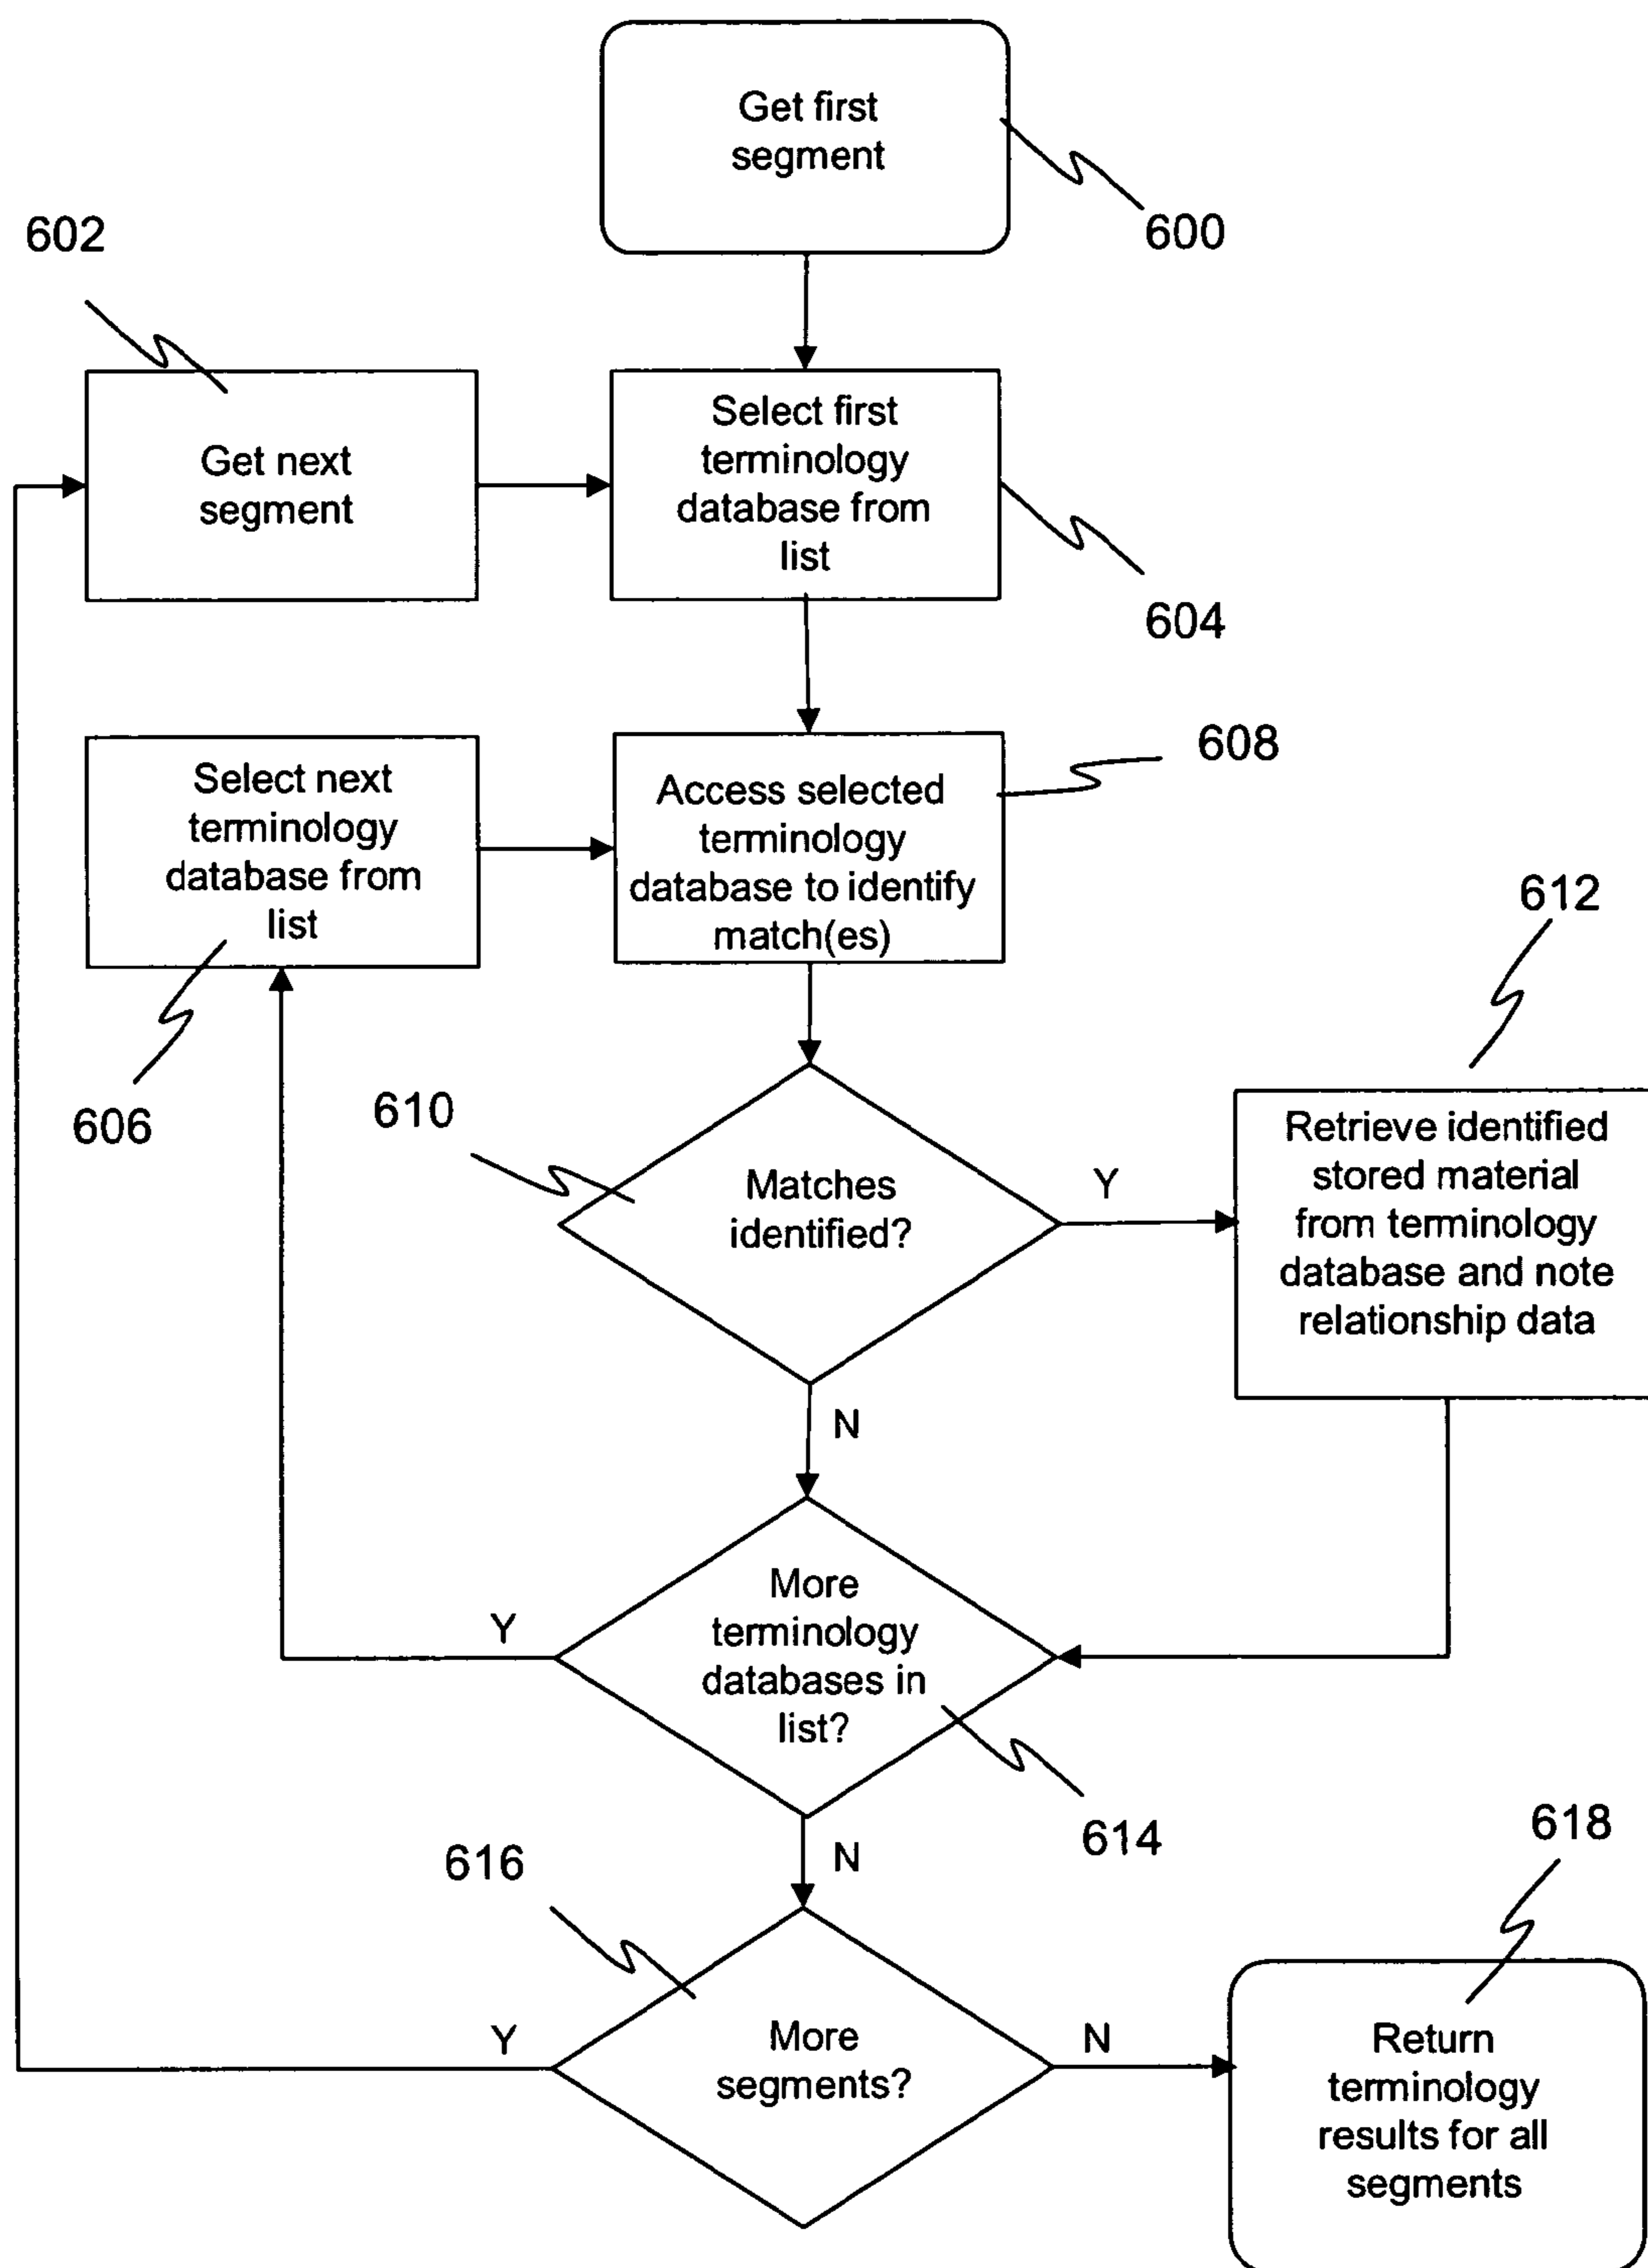 Get first
segment
600
602
Get next
segment
Select first
terminology
database from
list
604
Select next
terminology
database from
list
606
Access selected
terminology
database to identify
match(es)
608
610
Matches
identified?
Y
N
612
Retrieve identified
stored material
from terminology
database and note
relationship data
More
terminology
databases in
list?
Y
N
614
616
More
segments?
Y
N
618
Return
terminology
results for all
segments